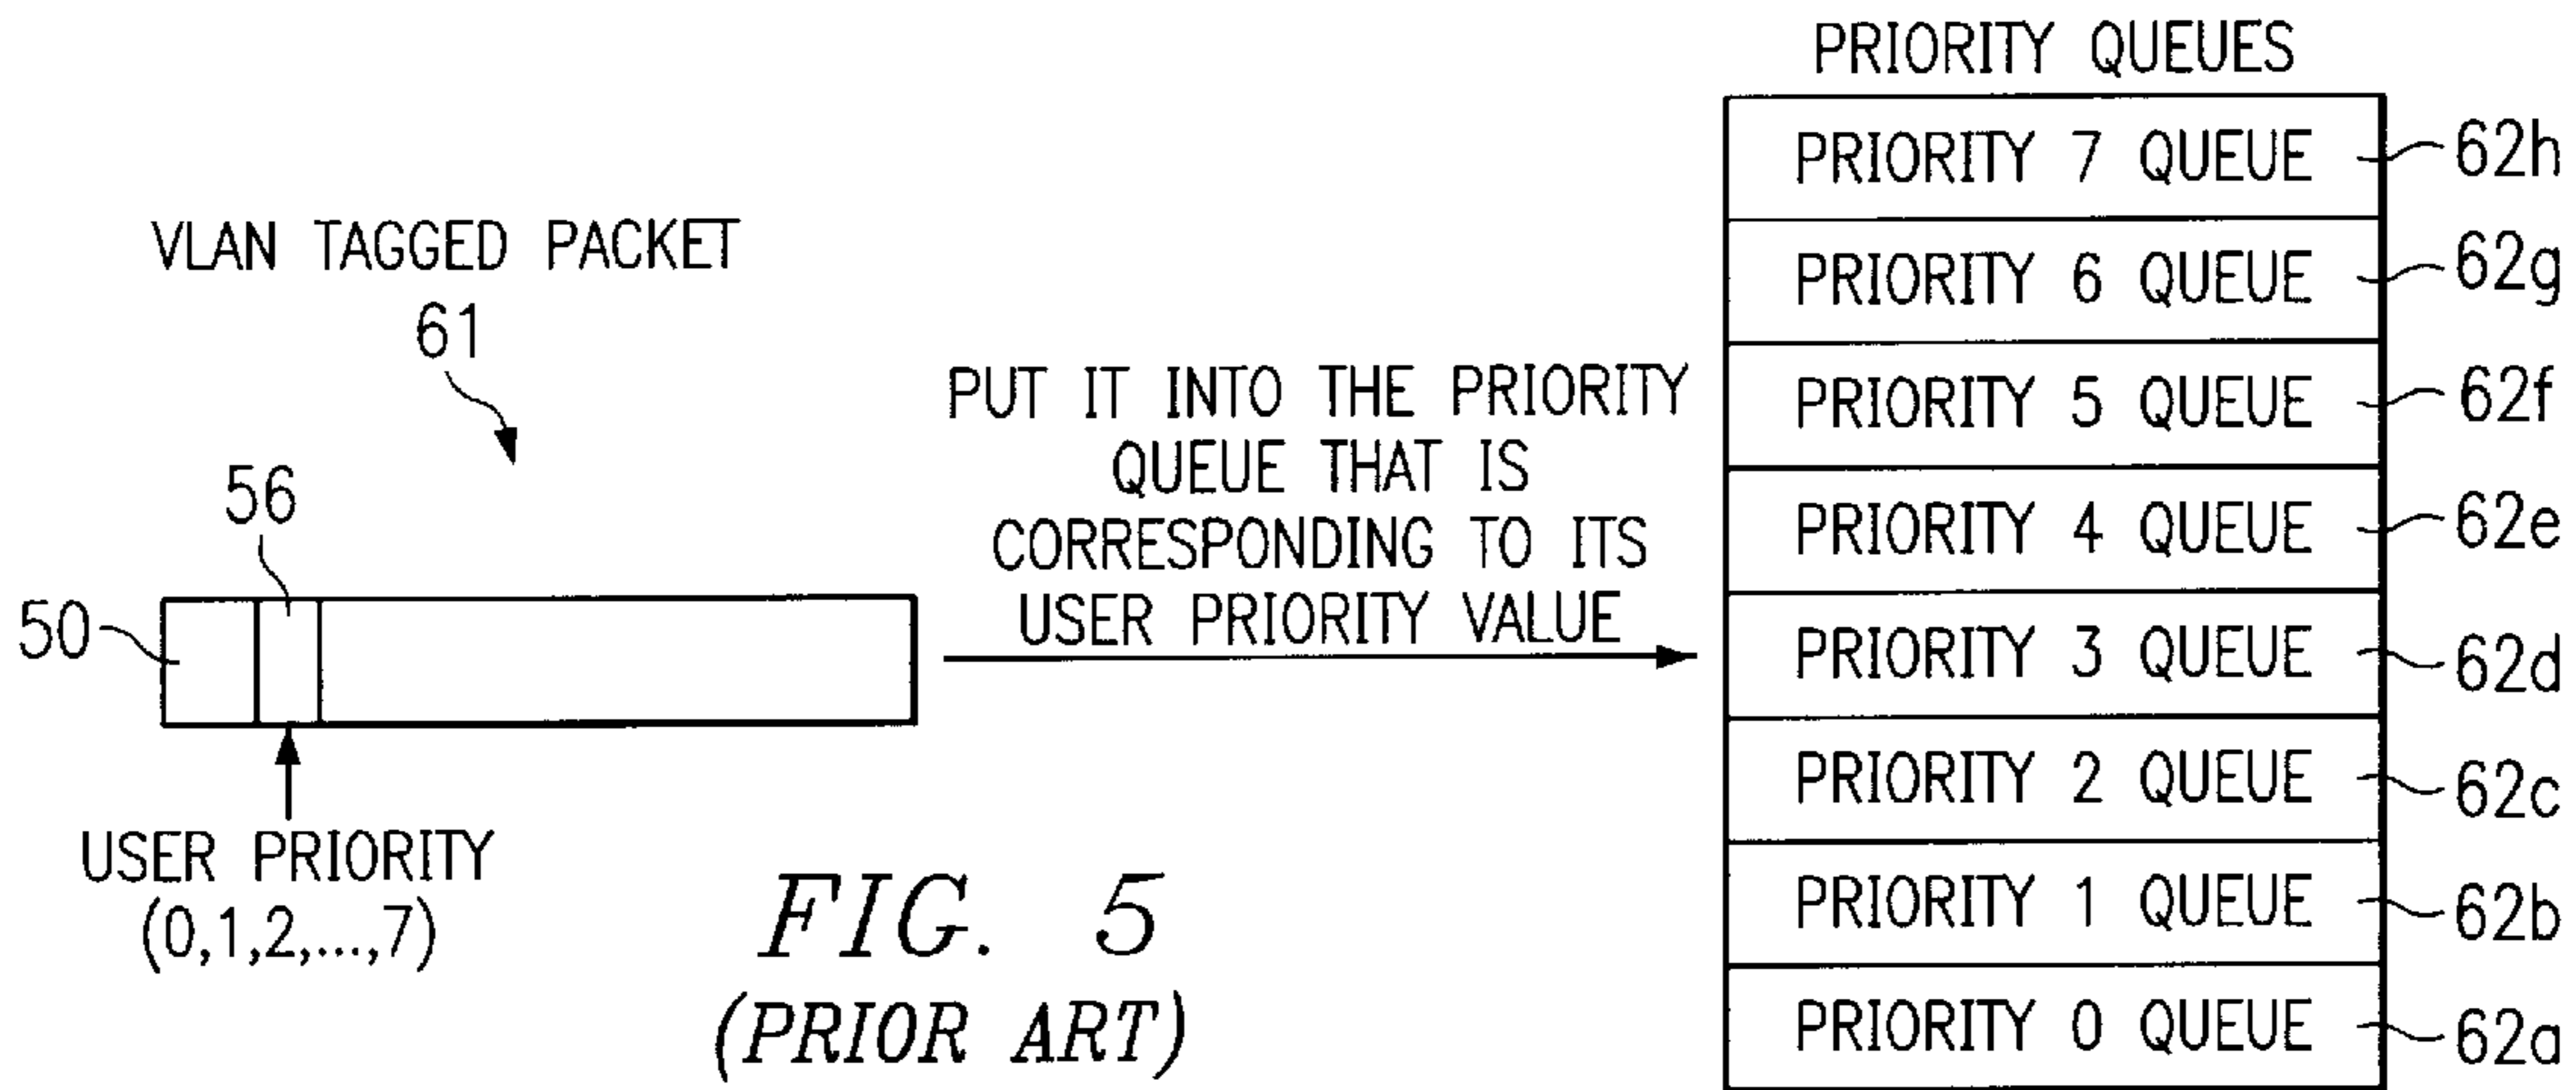 VLAN TAGGED PACKET
61
56
50
USER PRIORITY
(0,1,2,...,7)
PUT IT INTO THE PRIORITY
QUEUE THAT IS
CORRESPONDING TO ITS
USER PRIORITY VALUE
PRIORITY QUEUES
PRIORITY 7 QUEUE 62h
PRIORITY 6 QUEUE 62g
PRIORITY 5 QUEUE 62f
PRIORITY 4 QUEUE 62e
PRIORITY 3 QUEUE 62d
PRIORITY 2 QUEUE 62c
PRIORITY 1 QUEUE 62b
PRIORITY 0 QUEUE 62a
FIG. 5
(PRIOR ART)